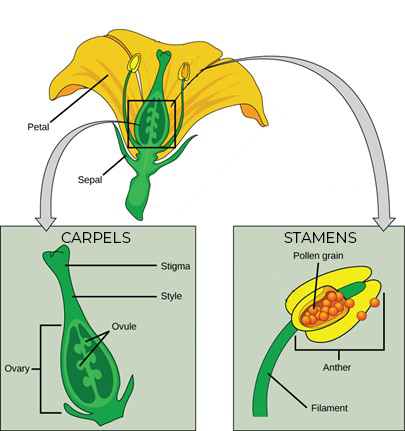 Petal
Sepal
CARPELS
Stigma
Style
Ovule
Ovary
STAMENS
Pollen grain
Anther
Filament